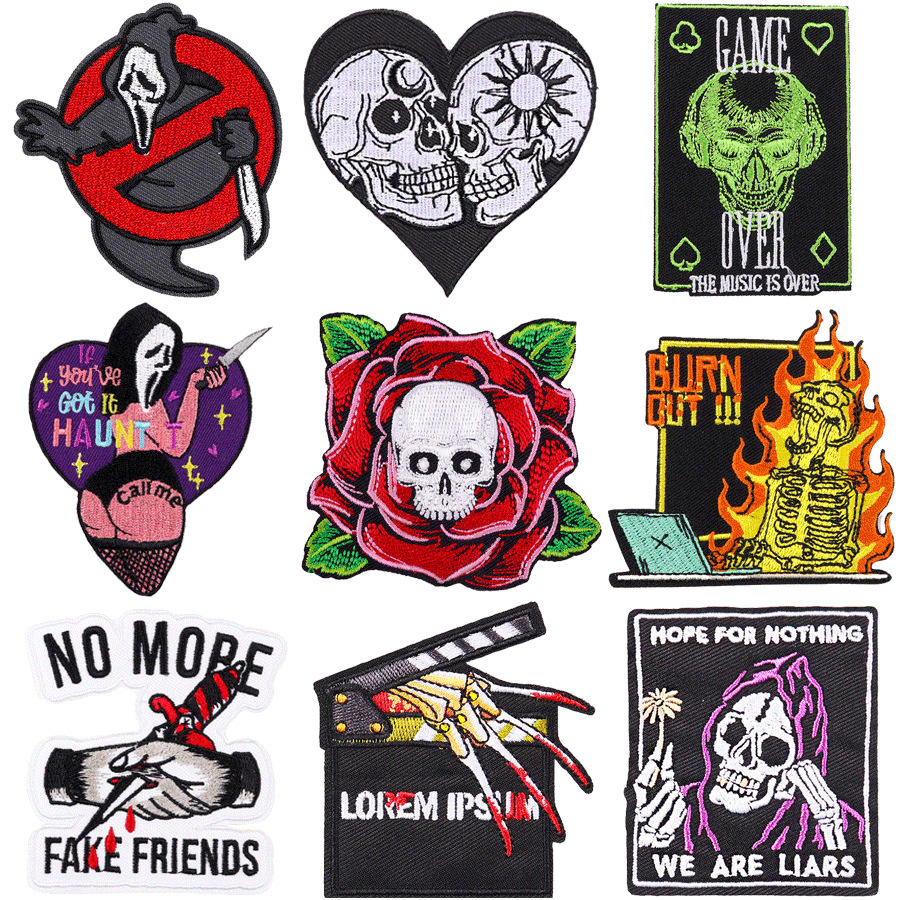 GAME
OVER
THE MUSIC IS OVER
If
you've
Got It
HAUNT IT
Call me
BURN
OUT !!!
NO MORE
FAKE FRIENDS
LOREM IPSUM
HOPE FOR NOTHING
WE ARE LIARS